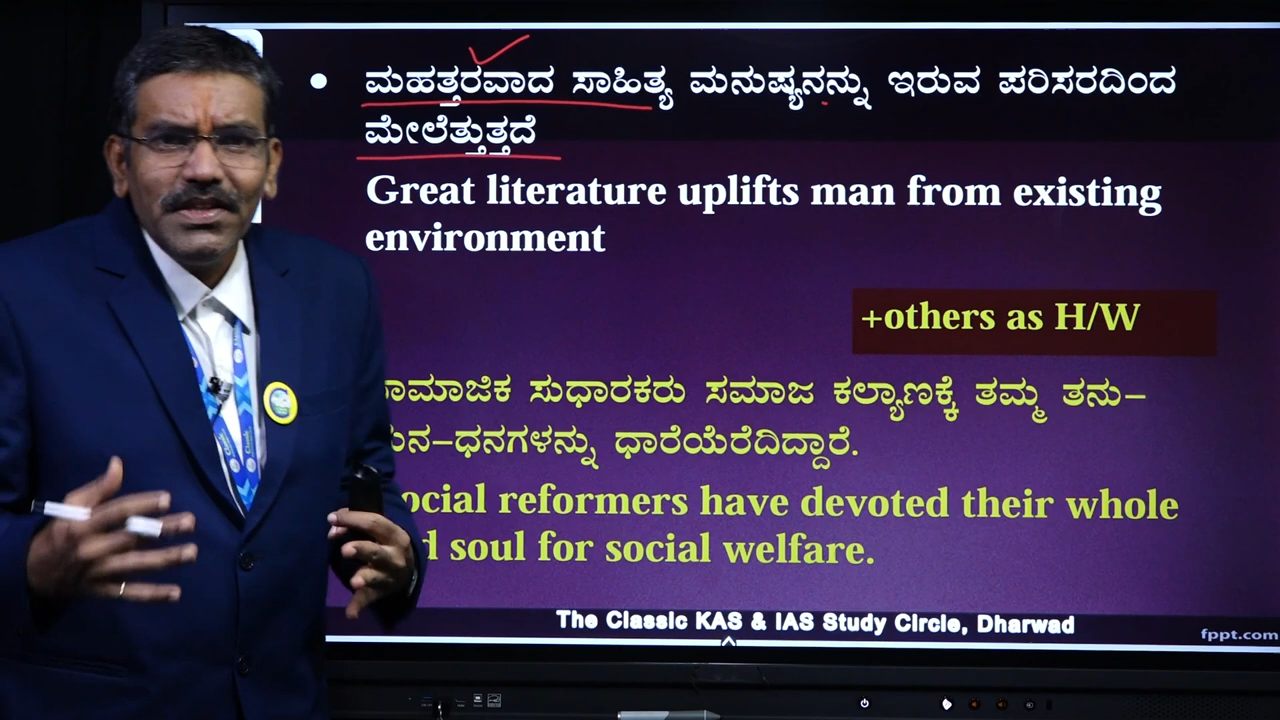 ಮಹತ್ತರವಾದ ಸಾಹಿತ್ಯ ಮನುಷ್ಯನನ್ನು ಇರುವ ಪರಿಸರದಿಂದ
ಮೇಲೆತ್ತುತ್ತದೆ
Great literature uplifts man from existing
environment
+others as H/W
ಾಮಾಜಿಕ ಸುಧಾರಕರು ಸಮಾಜ ಕಲ್ಯಾಣಕ್ಕೆ ತಮ್ಮ ತನು–
ಮನ–ಧನಗಳನ್ನು ಧಾರೆಯೆರೆದಿದ್ದಾರೆ.
ocial reformers have devoted their whole
d soul for social welfare.
The Classic KAS & IAS Study Circle, Dharwad
fppt.com